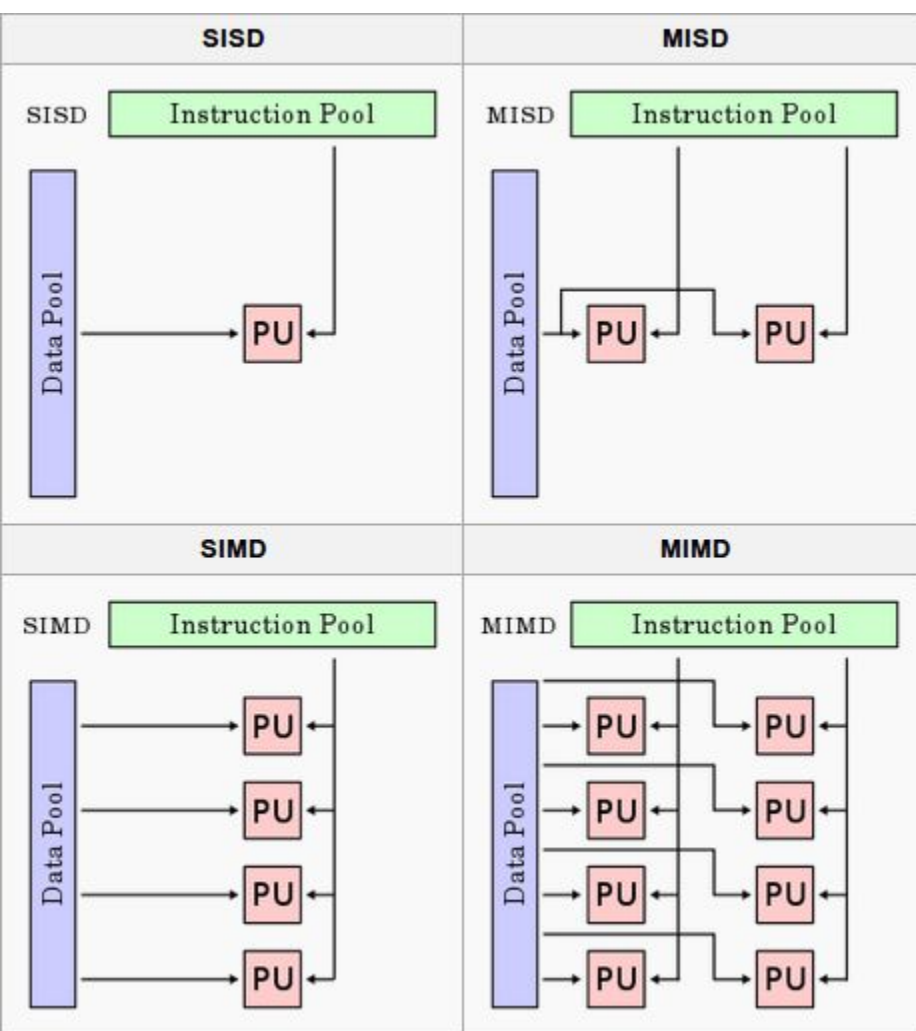 SISD
MISD
SISD
Instruction Pool
Data Pool
PU
MISD
Instruction Pool
Data Pool
PU
PU
SIMD
MIMD
SIMD
Instruction Pool
Data Pool
PU
PU
PU
PU
MIMD
Instruction Pool
Data Pool
PU
PU
PU
PU
PU
PU
PU
PU